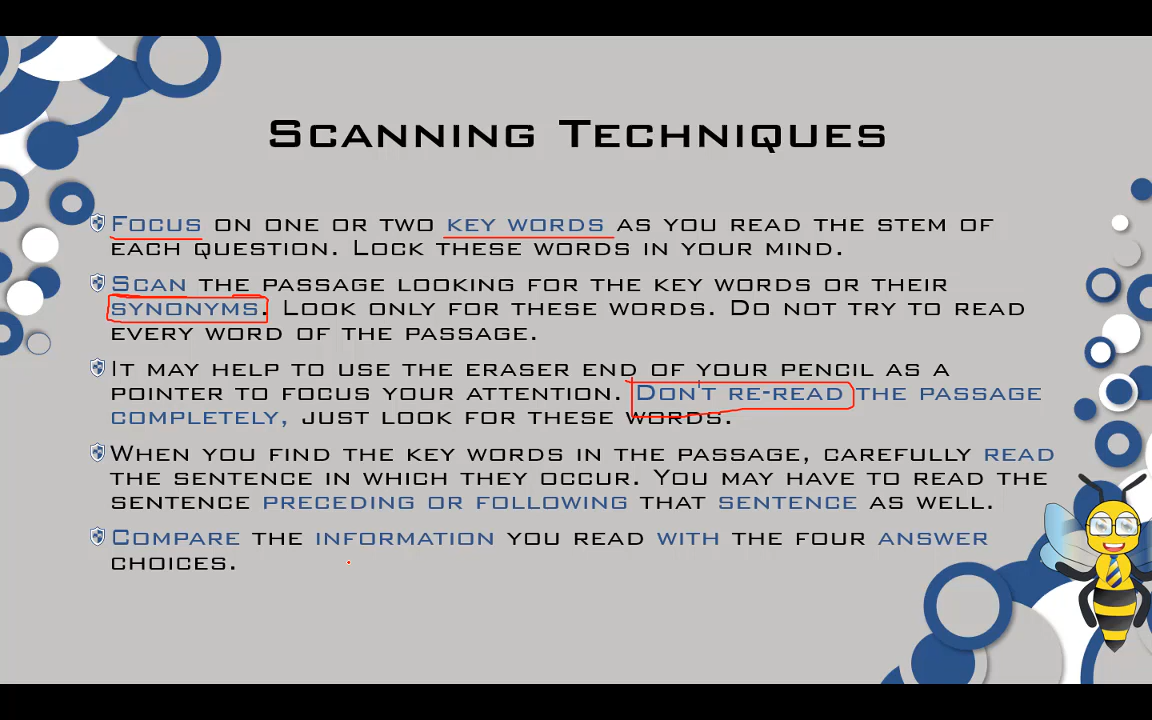 Scanning Techniques
Focus on one or two key words as you read the stem of
each question. Lock these words in your mind.
Scan the passage looking for the key words or their
synonyms. Look only for these words. Do not try to read
every word of the passage.
It may help to use the eraser end of your pencil as a
pointer to focus your attention. Don't re-read the passage
completely, just look for these words.
When you find the key words in the passage, carefully read
the sentence in which they occur. You may have to read the
sentence preceding or following that sentence as well.
Compare the information you read with the four answer
choices.